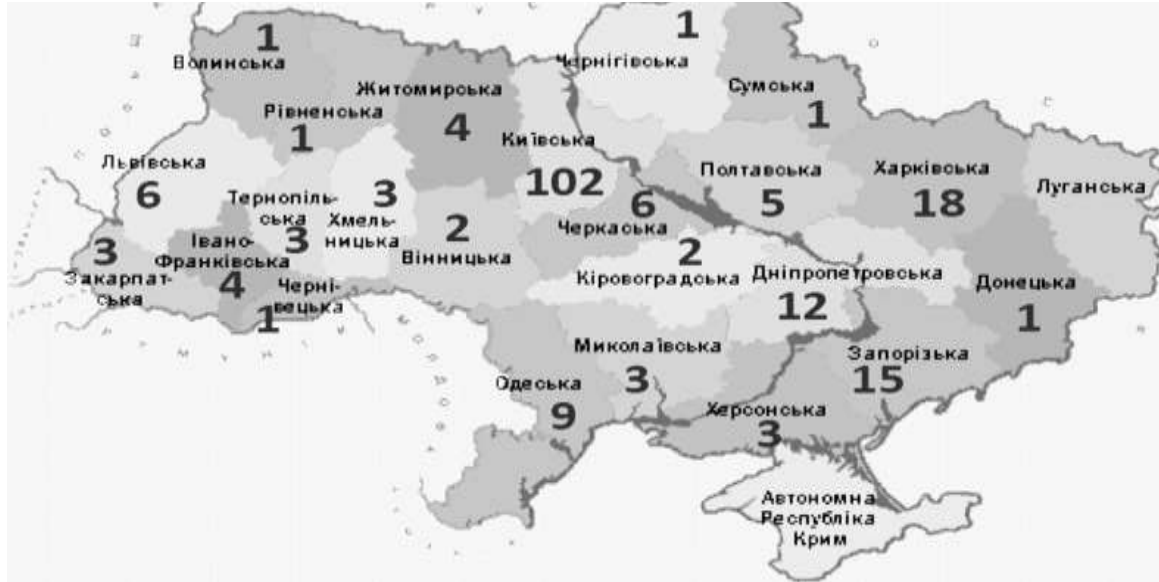 1
Волинська
1
Чернігівська
Сумська
1
Житомирська
4
Рівненська
1
Київська
102
Львівська
6
Полтавська
5
Харківська
18
Луганська
Тернопіль-
ська
3
3
Хмель-
ницька
6
Черкаська
2
Вінницька
2
Кіровоградська
Дніпропетровська
12
Донецька
1
3
Закарпат-
ська
Івано-
Франківська
4
Черні-
вецька
1
Миколаївська
3
Запорізька
15
Одеська
9
Херсонська
3
Автономна
Республіка
Крим